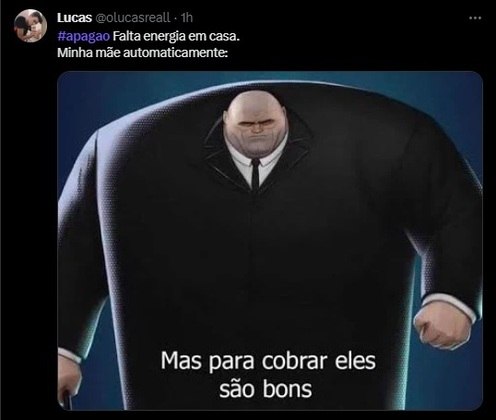 Lucas @olucasreall · 1h
#apagao Falta energia em casa.
Minha mãe automaticamente:
Mas para cobrar eles
são bons